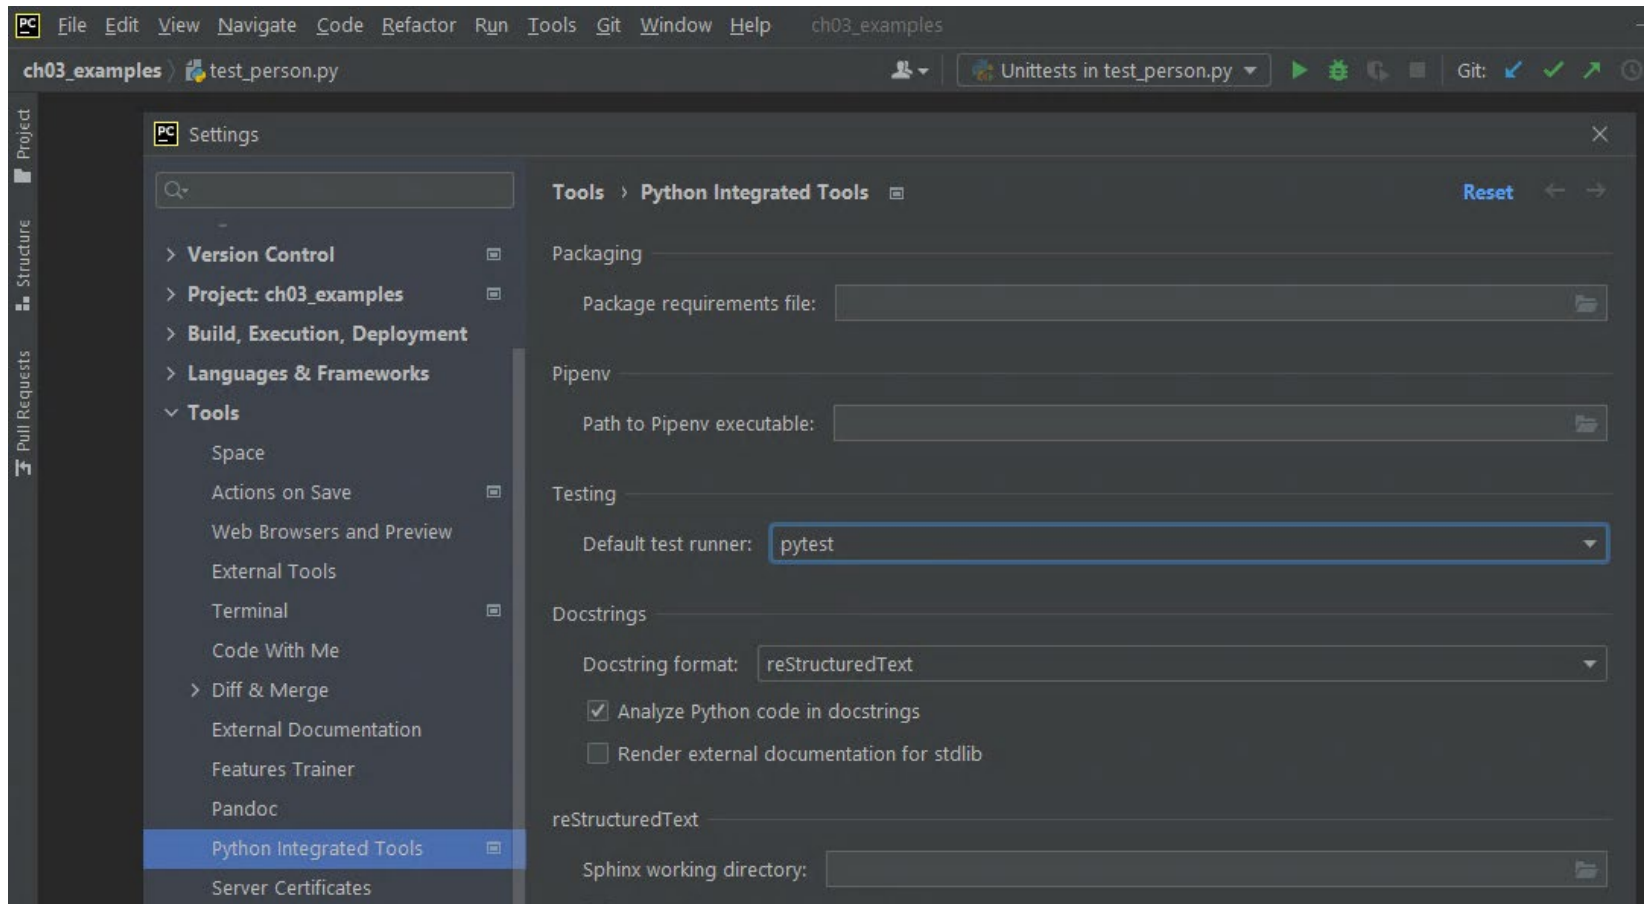 PC File Edit View Navigate Code Refactor Run Tools Git Window Help ch03_examples
ch03_examples test_person.py Unittests in test_person.py Git:
Project
Structure
Pull Requests
PC Settings
Tools › Python Integrated Tools Reset
Version Control
Project: ch03_examples
Build, Execution, Deployment
Languages & Frameworks
Tools
Space
Actions on Save
Web Browsers and Preview
External Tools
Terminal
Code With Me
Diff & Merge
External Documentation
Features Trainer
Pandoc
Python Integrated Tools
Server Certificates
Packaging
Package requirements file:
Pipenv
Path to Pipenv executable:
Testing
Default test runner: pytest
Docstrings
Docstring format: reStructuredText
Analyze Python code in docstrings
Render external documentation for stdlib
reStructuredText
Sphinx working directory: